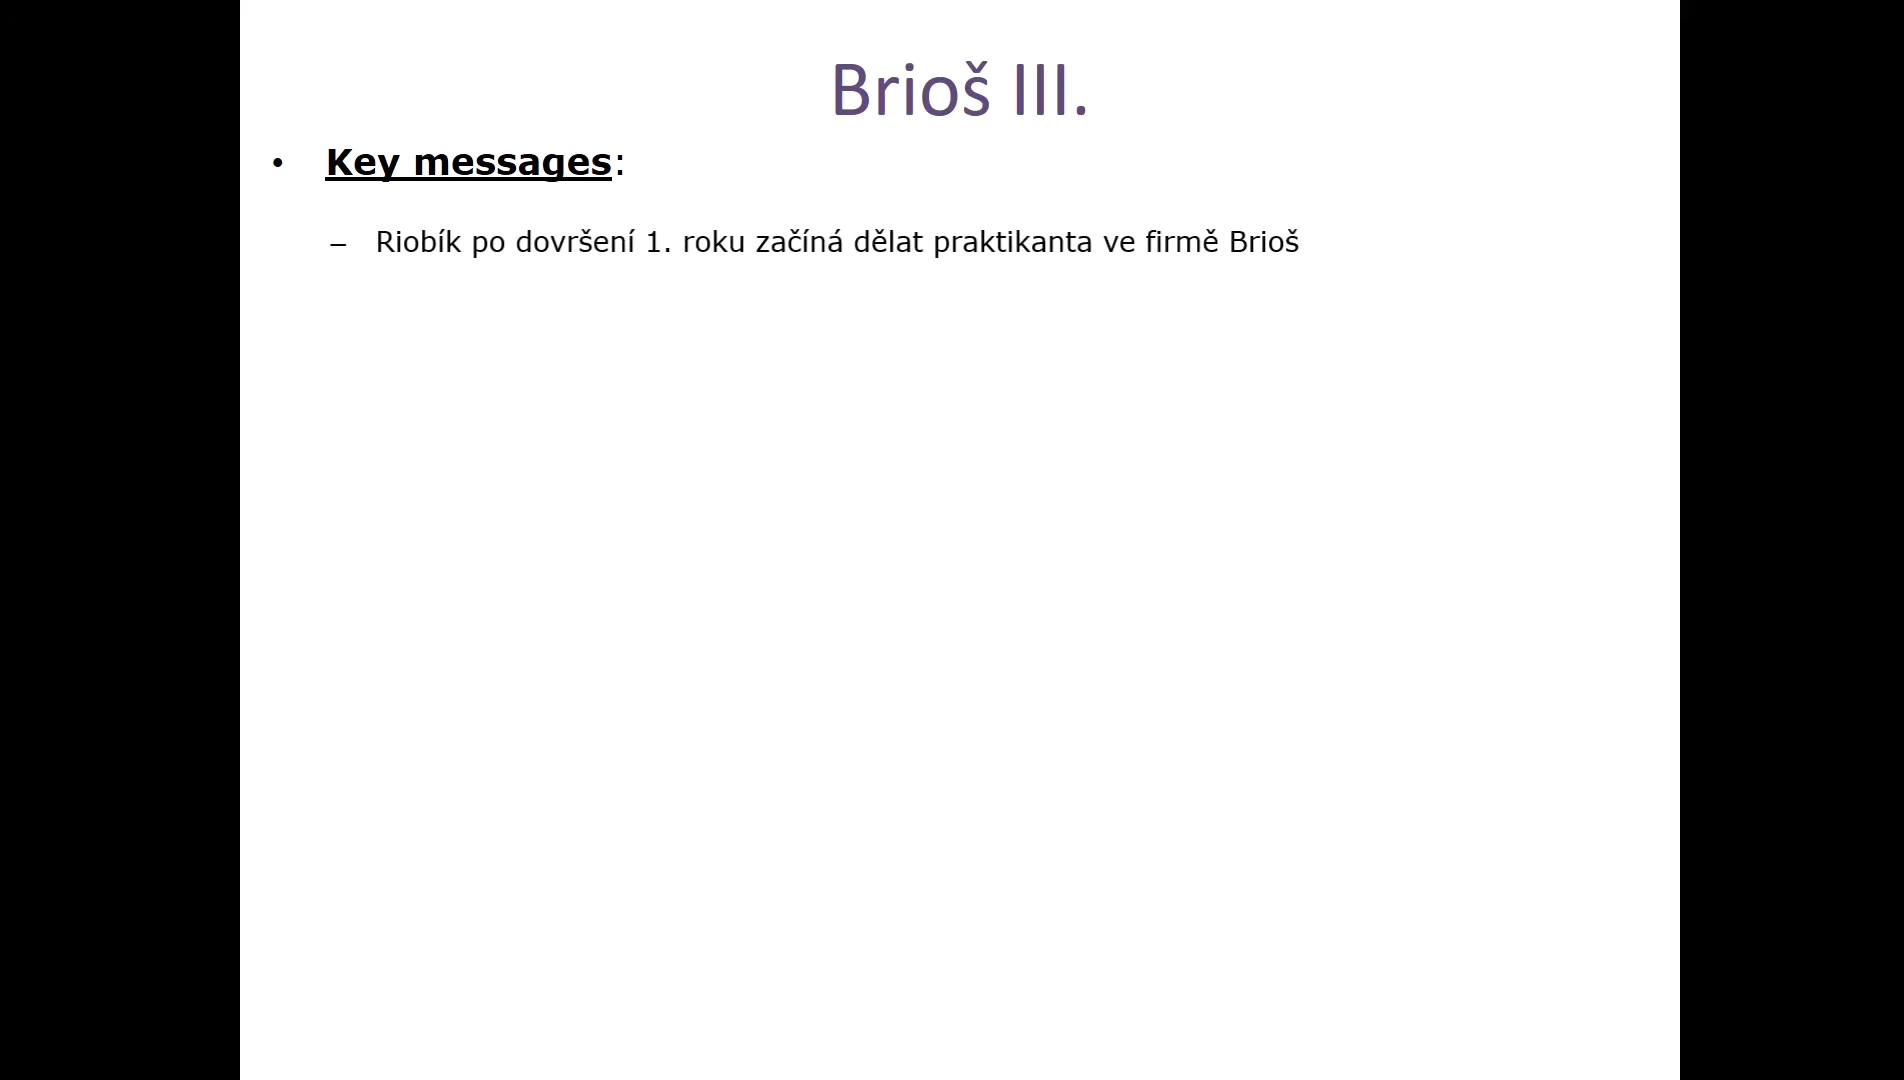 Brioš III.
• Key messages:
– Riobík po dovršení 1. roku začíná dělat praktikanta ve firmě Brioš